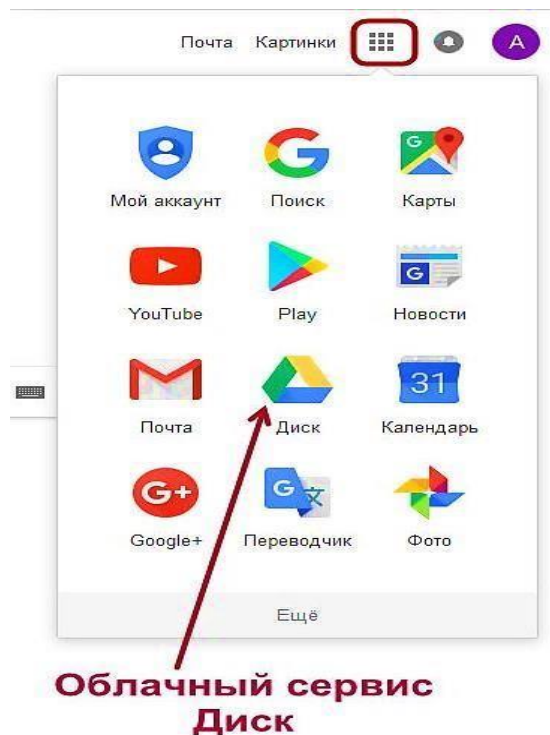 Почта Картинки A
Мой аккаунт Поиск Карты
YouTube Play Новости
31
Почта Диск Календарь
G+
Google+ Переводчик Фото
Ещё
Облачный сервис
Диск